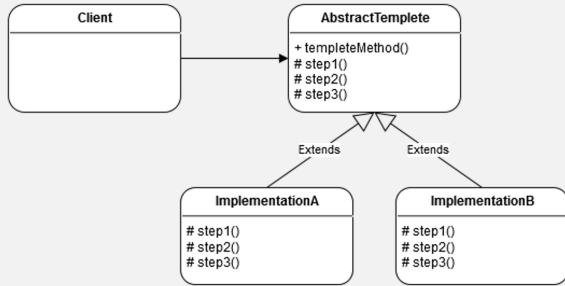 Client
AbstractTemplete
+ templeteMethod()
# step1()
# step2()
# step3()
Extends
Extends
ImplementationA
# step1()
# step2()
# step3()
ImplementationB
# step1()
# step2()
# step3()